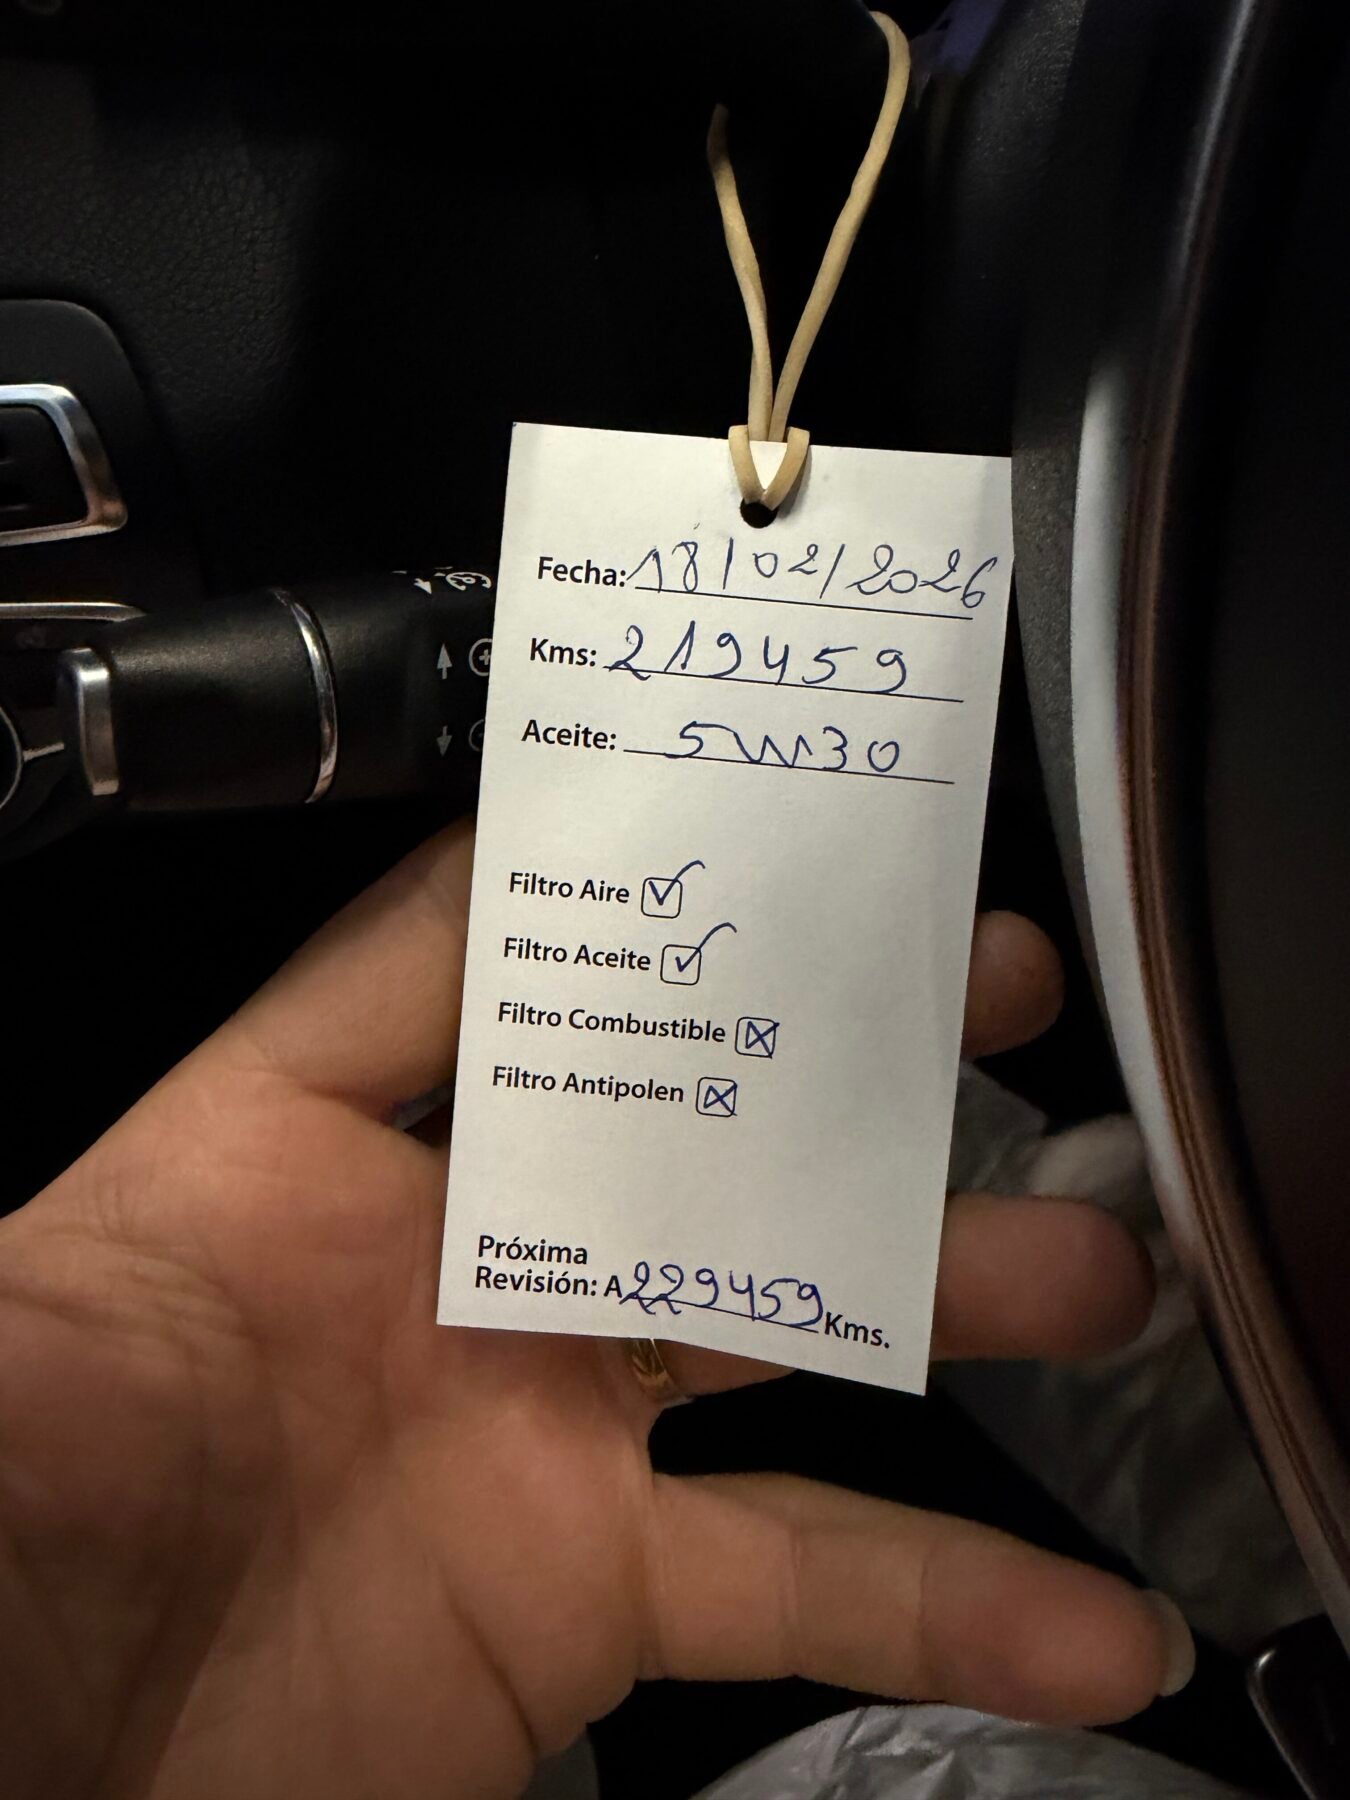 Fecha: 18/02/2026
Kms: 219459
Aceite: 5W30
Filtro Aire
Filtro Aceite
Filtro Combustible
Filtro Antipolen
Próxima
Revisión: A 229459 Kms.